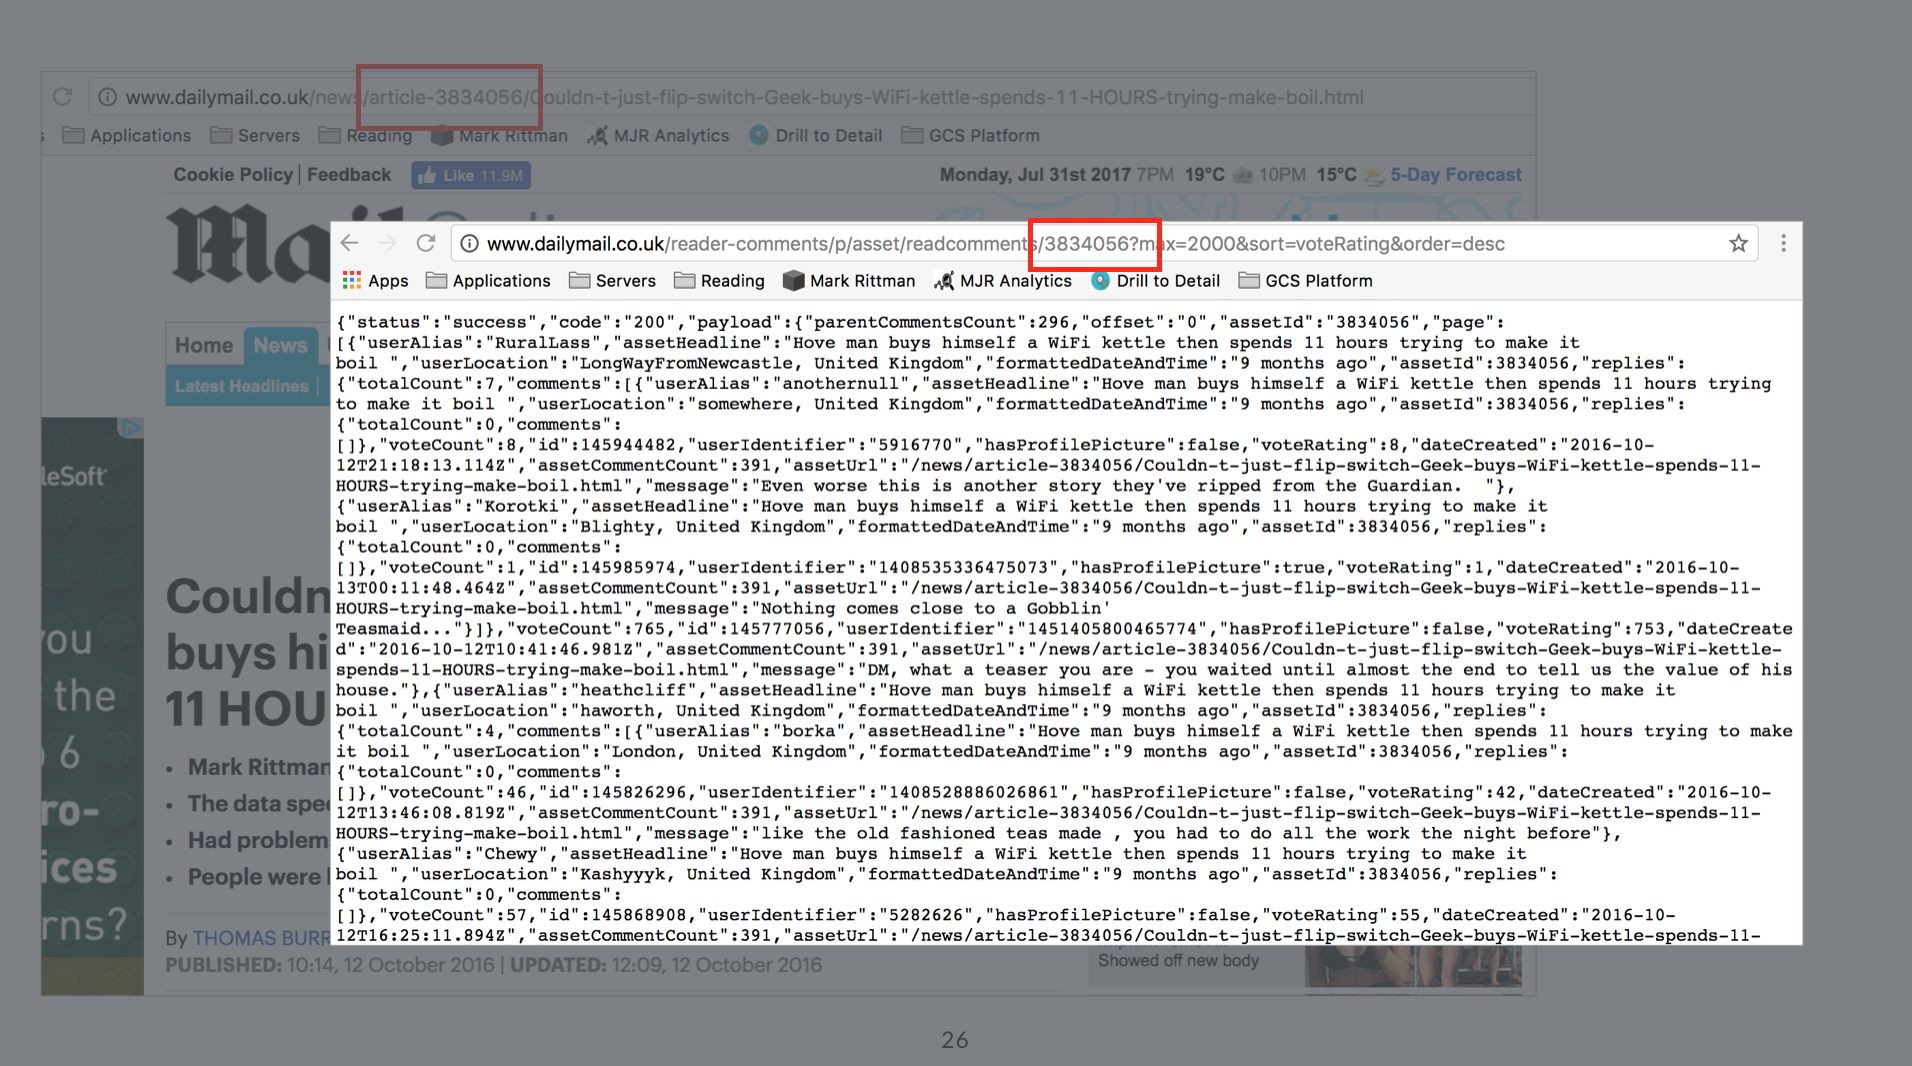 www.dailymail.co.uk/news/article-3834056/Couldn-t-just-flip-switch-Geek-buys-WiFi-kettle-spends-11-HOURS-trying-make-boil.html
s Applications Servers Reading Mark Rittman MJR Analytics Drill to Detail GCS Platform
Cookie Policy | Feedback Like 11.9M Monday, Jul 31st 2017 7PM 19°C 10PM 15°C 5-Day Forecast
Mai
www.dailymail.co.uk/reader-comments/p/asset/readcomments/3834056?max=2000&sort=voteRating&order=desc
Apps Applications Servers Reading Mark Rittman MJR Analytics Drill to Detail GCS Platform
{"status":"success","code":"200","payload":{"parentCommentsCount":296,"offset":"0","assetId":"3834056","page":
[{"userAlias":"RuralLass","assetHeadline":"Hove man buys himself a WiFi kettle then spends 11 hours trying to make it
boil ","userLocation":"LongWayFromNewcastle, United Kingdom","formattedDateAndTime":"9 months ago","assetId":3834056,"replies":
{"totalCount":7,"comments":[{"userAlias":"anothernull","assetHeadline":"Hove man buys himself a WiFi kettle then spends 11 hours trying
to make it boil ","userLocation":"somewhere, United Kingdom","formattedDateAndTime":"9 months ago","assetId":3834056,"replies":
{"totalCount":0,"comments":
[]},"voteCount":8,"id":145944482,"userIdentifier":"5916770","hasProfilePicture":false,"voteRating":8,"dateCreated":"2016-10-
12T21:18:13.114Z","assetCommentCount":391,"assetUrl":"/news/article-3834056/Couldn-t-just-flip-switch-Geek-buys-WiFi-kettle-spends-11-
HOURS-trying-make-boil.html","message":"Even worse this is another story they've ripped from the Guardian.  "},
{"userAlias":"Korotki","assetHeadline":"Hove man buys himself a WiFi kettle then spends 11 hours trying to make it
boil ","userLocation":"Blighty, United Kingdom","formattedDateAndTime":"9 months ago","assetId":3834056,"replies":
{"totalCount":0,"comments":
[]},"voteCount":1,"id":145985974,"userIdentifier":"1408535336475073","hasProfilePicture":true,"voteRating":1,"dateCreated":"2016-10-
13T00:11:48.464Z","assetCommentCount":391,"assetUrl":"/news/article-3834056/Couldn-t-just-flip-switch-Geek-buys-WiFi-kettle-spends-11-
HOURS-trying-make-boil.html","message":"Nothing comes close to a Gobblin'
Teasmaid..."}]},"voteCount":765,"id":145777056,"userIdentifier":"1451405800465774","hasProfilePicture":false,"voteRating":753,"dateCreate
d":"2016-10-12T10:41:46.981Z","assetCommentCount":391,"assetUrl":"/news/article-3834056/Couldn-t-just-flip-switch-Geek-buys-WiFi-kettle-
spends-11-HOURS-trying-make-boil.html","message":"DM, what a teaser you are - you waited until almost the end to tell us the value of his
house."},{"userAlias":"heathcliff","assetHeadline":"Hove man buys himself a WiFi kettle then spends 11 hours trying to make it
boil ","userLocation":"haworth, United Kingdom","formattedDateAndTime":"9 months ago","assetId":3834056,"replies":
{"totalCount":4,"comments":[{"userAlias":"borka","assetHeadline":"Hove man buys himself a WiFi kettle then spends 11 hours trying to make
it boil ","userLocation":"London, United Kingdom","formattedDateAndTime":"9 months ago","assetId":3834056,"replies":
{"totalCount":0,"comments":
[]},"voteCount":46,"id":145826296,"userIdentifier":"1408528886026861","hasProfilePicture":false,"voteRating":42,"dateCreated":"2016-10-
12T13:46:08.819Z","assetCommentCount":391,"assetUrl":"/news/article-3834056/Couldn-t-just-flip-switch-Geek-buys-WiFi-kettle-spends-11-
HOURS-trying-make-boil.html","message":"like the old fashioned teas made , you had to do all the work the night before"},
{"userAlias":"Chewy","assetHeadline":"Hove man buys himself a WiFi kettle then spends 11 hours trying to make it
boil ","userLocation":"Kashyyyk, United Kingdom","formattedDateAndTime":"9 months ago","assetId":3834056,"replies":
{"totalCount":0,"comments":
[]},"voteCount":57,"id":145868908,"userIdentifier":"5282626","hasProfilePicture":false,"voteRating":55,"dateCreated":"2016-10-
12T16:25:11.894Z","assetCommentCount":391,"assetUrl":"/news/article-3834056/Couldn-t-just-flip-switch-Geek-buys-WiFi-kettle-spends-11-
Home News
Latest Headlines |
leSoft
you
the
6
ro-
ices
rns?
Couldn
buys hi
11 HOU
• Mark Rittman
• The data spe
• Had problem
• People were
By THOMAS BURR
PUBLISHED: 10:14, 12 October 2016 | UPDATED: 12:09, 12 October 2016
Showed off new body
26